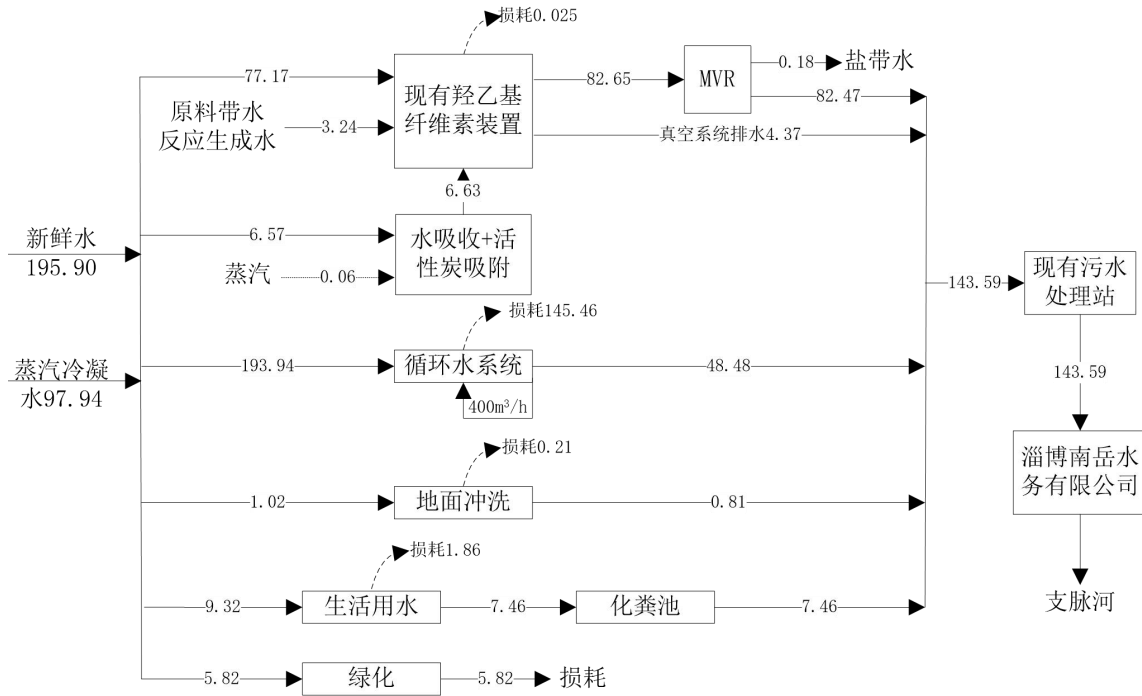 损耗0.025
77.17
现有羟乙基
纤维素装置
82.65
MVR
0.18
盐带水
82.47
原料带水
反应生成水
3.24
真空系统排水4.37
6.63
新鲜水
195.90
6.57
水吸收+活
性炭吸附
蒸汽
0.06
现有污水
处理站
143.59
损耗145.46
蒸汽冷凝
水97.94
193.94
循环水系统
48.48
400m³/h
143.59
损耗0.21
淄博南岳水
务有限公司
1.02
地面冲洗
0.81
损耗1.86
9.32
生活用水
7.46
化粪池
7.46
支脉河
5.82
绿化
5.82
损耗